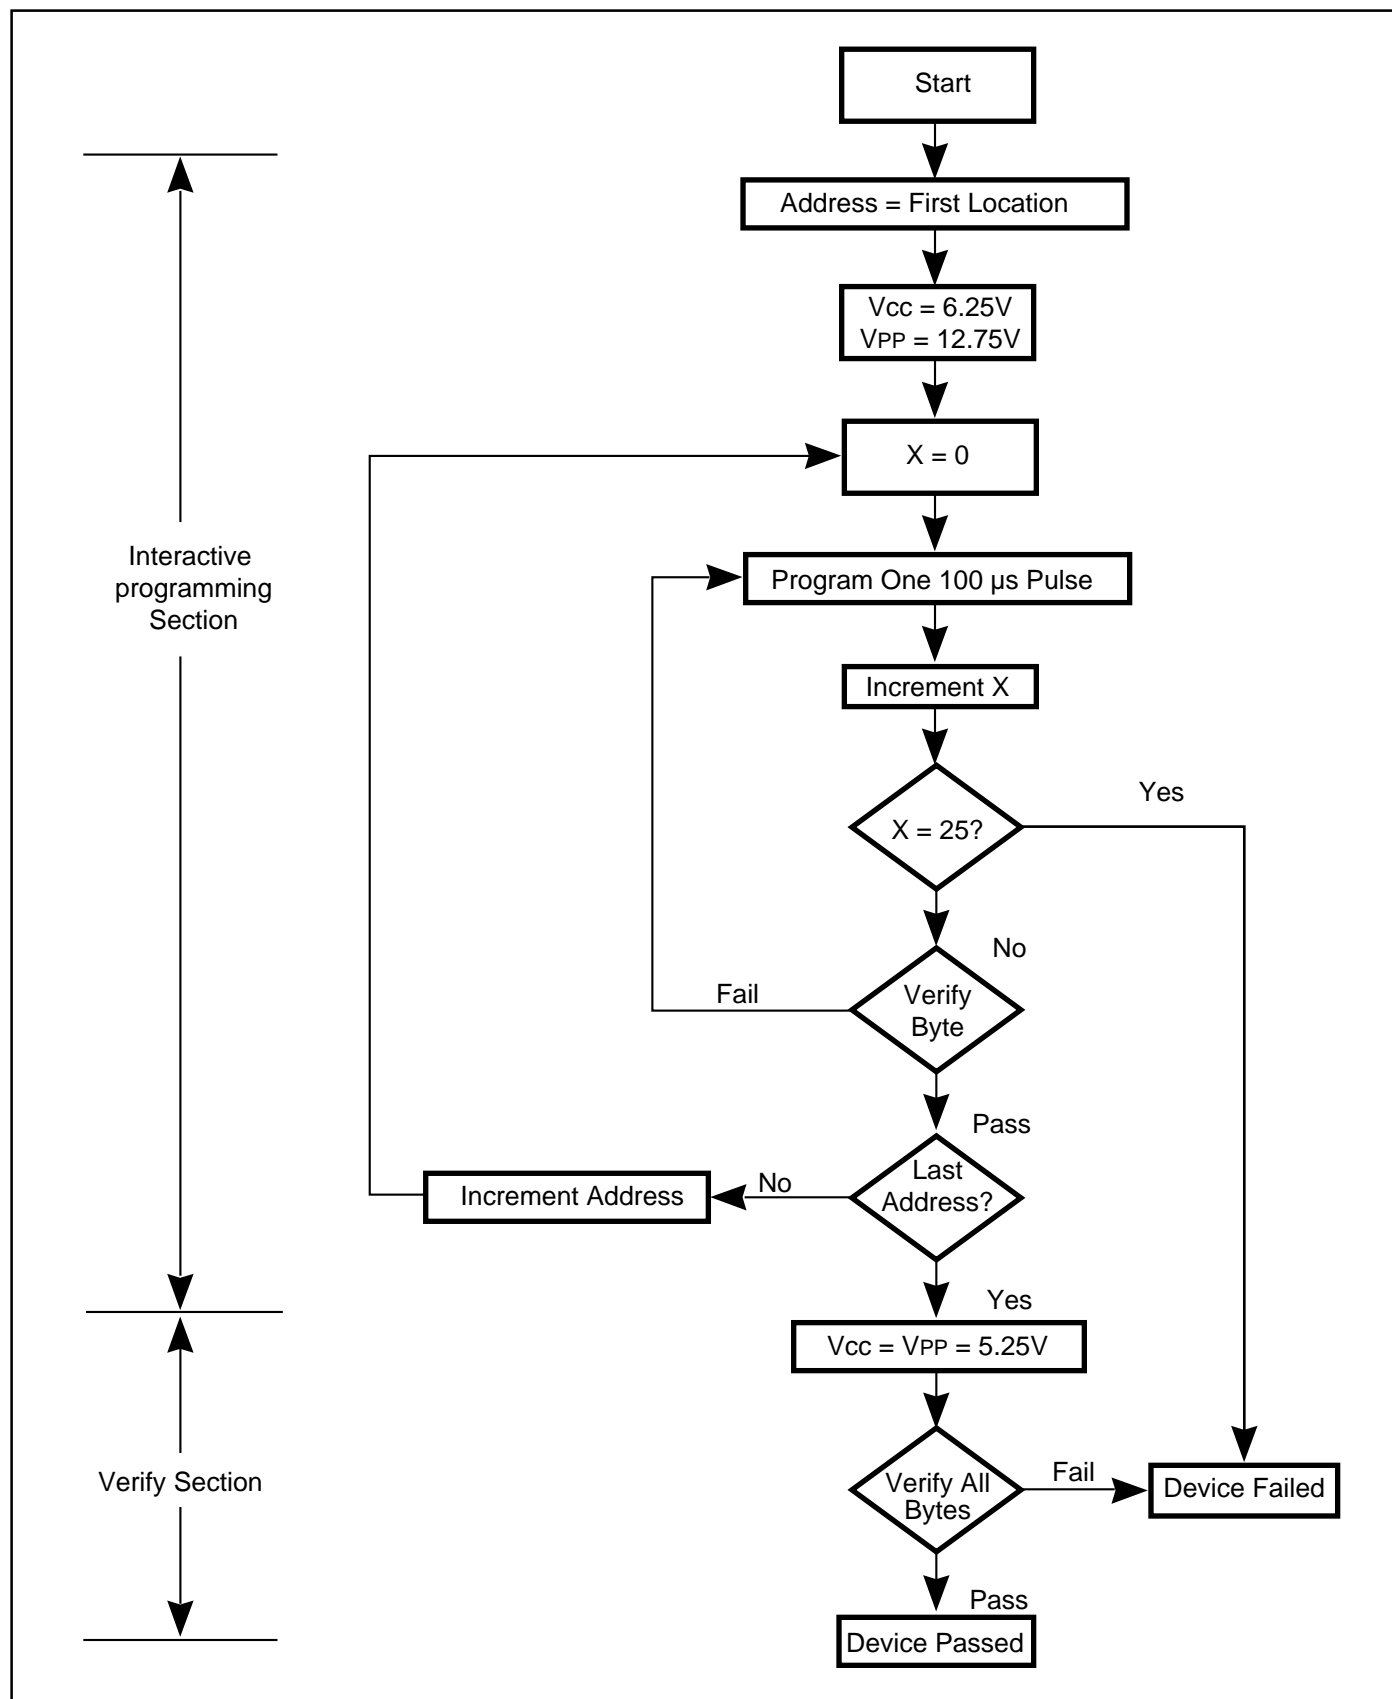 Start
Address = First Location
Vcc = 6.25V
VPP = 12.75V
X = 0
Interactive
programming
Section
Program One 100 µs Pulse
Increment X
X = 25?
Yes
No
Verify
Byte
Fail
Pass
Last
Address?
No
Increment Address
Yes
Vcc = VPP = 5.25V
Verify Section
Verify All
Bytes
Fail
Device Failed
Pass
Device Passed